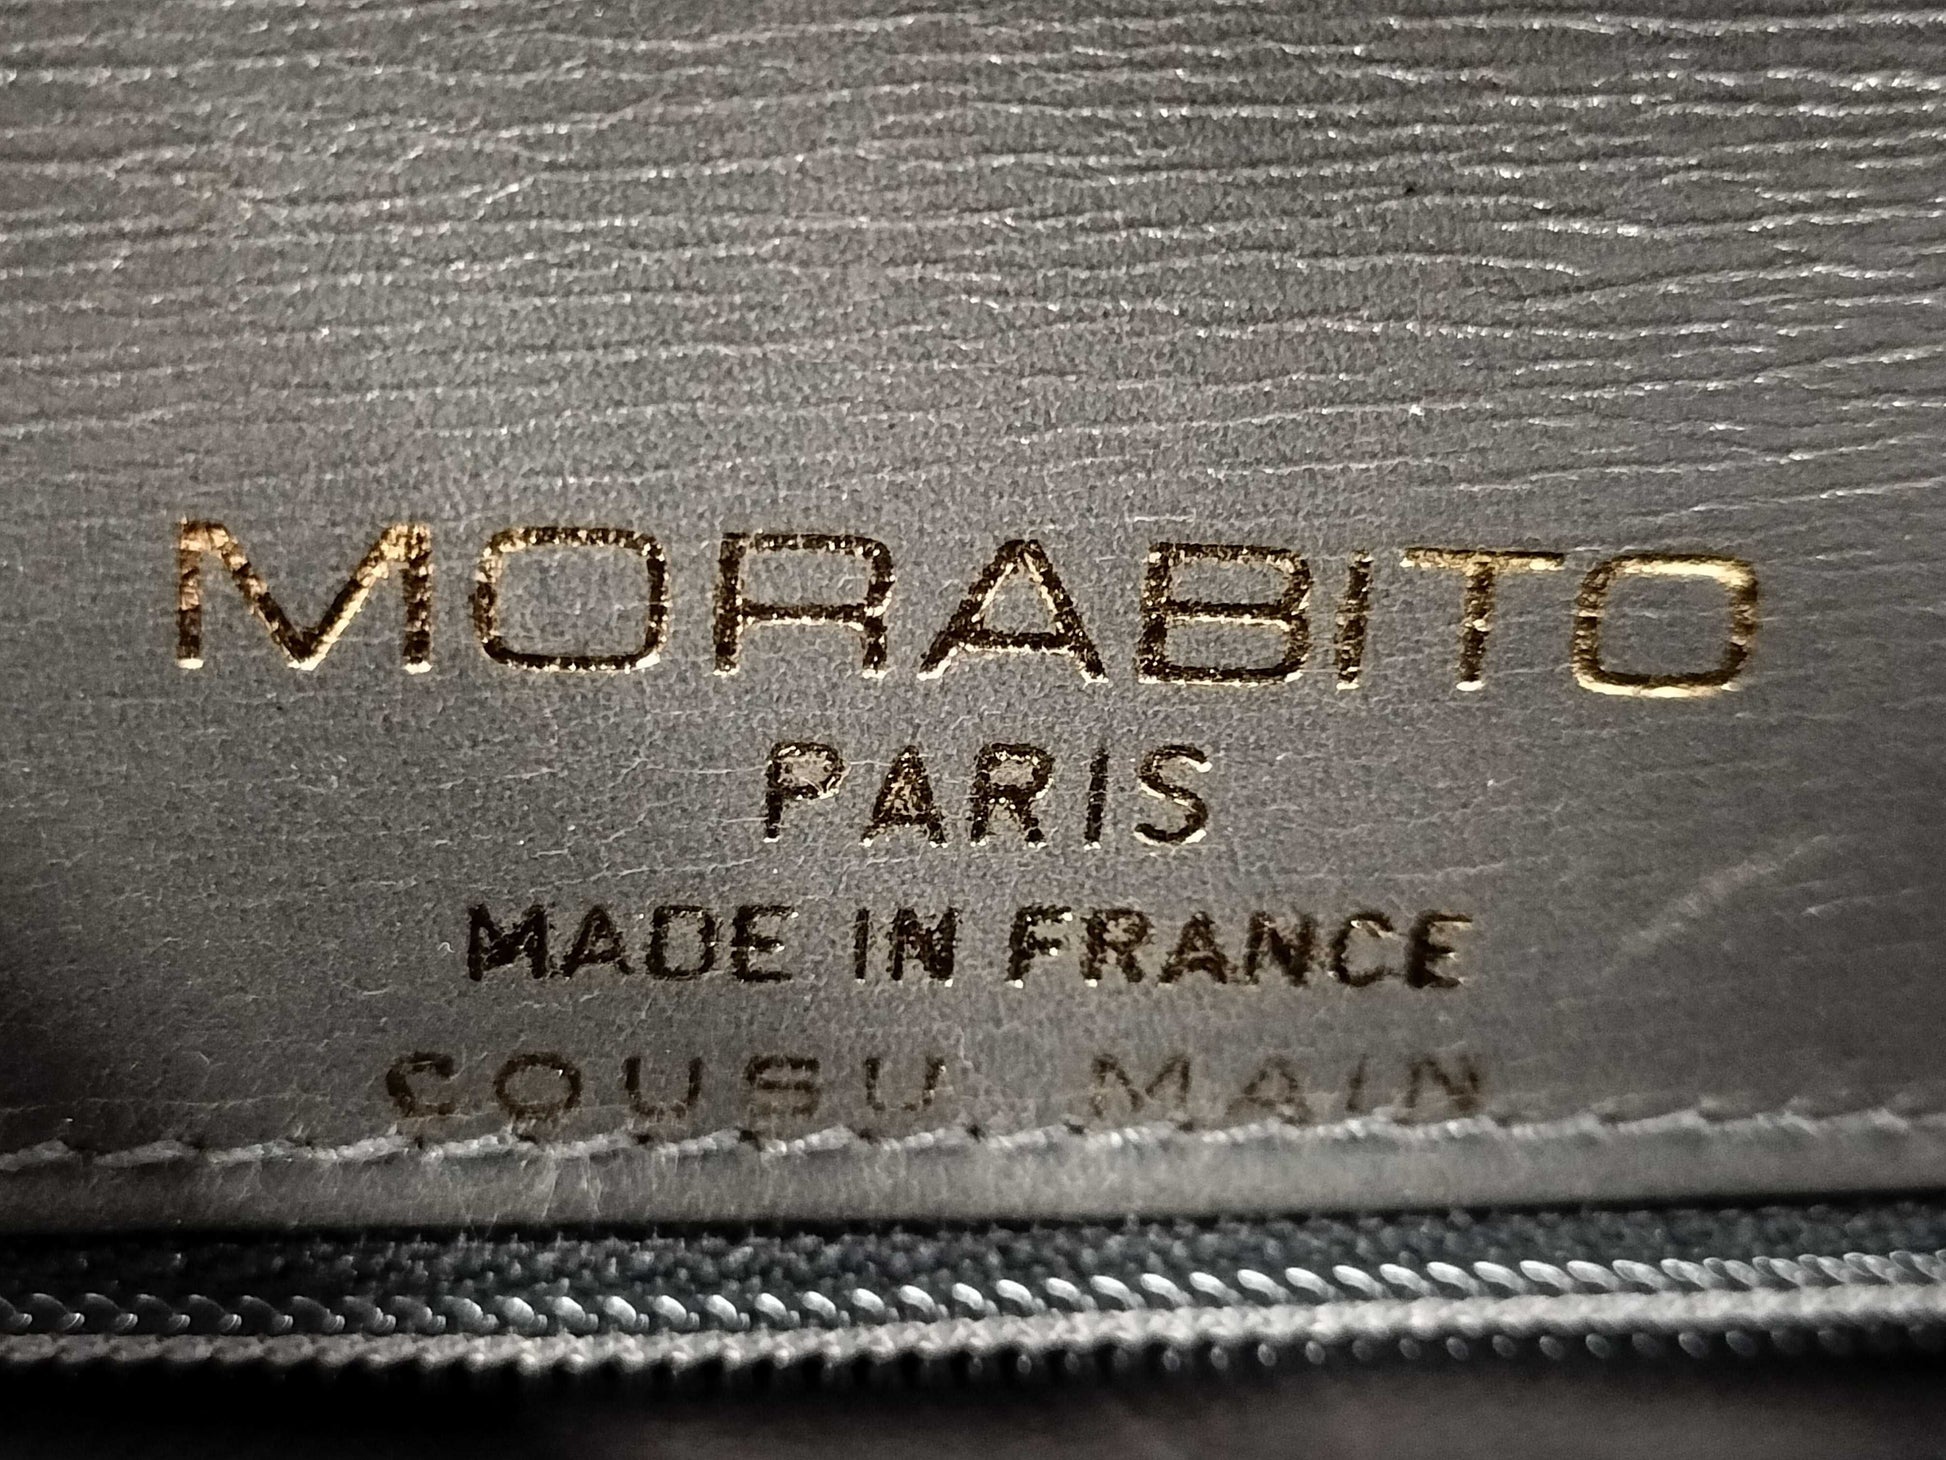 MORABITO
PARIS
MADE IN FRANCE
COUSU MAIN